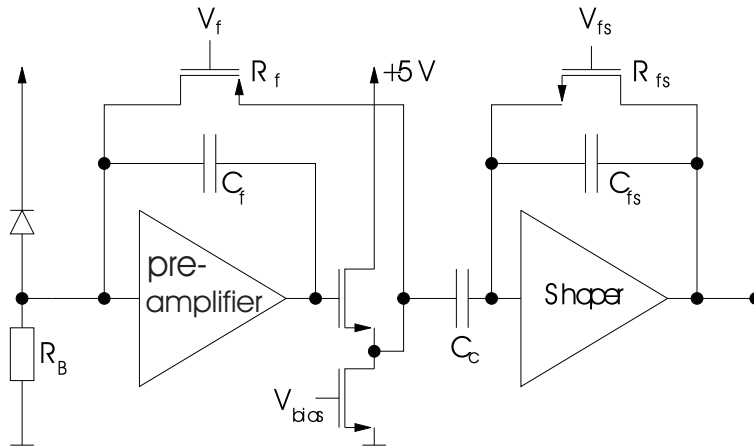 V_f
V_fs
R_f
+5 V
R_fs
C_f
C_fs
pre-
amplifier
Shaper
R_B
C_c
V_bias